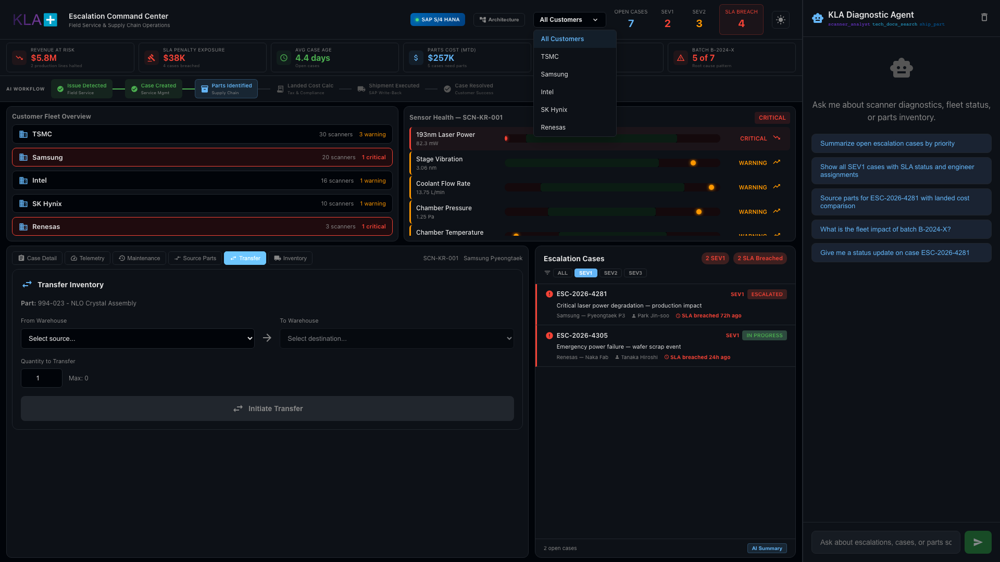 KLA+
Escalation Command Center
Field Service & Supply Chain Operations
SAP S/4 HANA
Architecture
All Customers
OPEN CASES
7
SEV1
2
SEV2
3
SLA BREACH
4
All Customers
TSMC
Samsung
Intel
SK Hynix
Renesas
REVENUE AT RISK
$5.8M
2 production lines halted
SLA PENALTY EXPOSURE
$38K
4 cases breached
AVG CASE AGE
4.4 days
Open cases
PARTS COST (MTD)
$257K
5 cases need parts
BATCH B-2024-X
5 of 7
Root cause pattern
AI WORKFLOW
Issue Detected
Field Service
Case Created
Service Mgmt
Parts Identified
Supply Chain
Landed Cost Calc
Tax & Compliance
Shipment Executed
SAP Write-Back
Case Resolved
Customer Success
Customer Fleet Overview
TSMC 30 scanners 3 warning
Samsung 20 scanners 1 critical
Intel 16 scanners 1 warning
SK Hynix 10 scanners 1 warning
Renesas 3 scanners 1 critical
Sensor Health — SCN-KR-001
CRITICAL
193nm Laser Power
82.3 mW
CRITICAL
Stage Vibration
3.06 nm
WARNING
Coolant Flow Rate
13.75 L/min
WARNING
Chamber Pressure
1.25 Pa
WARNING
Chamber Temperature
WARNING
Case Detail
Telemetry
Maintenance
Source Parts
Transfer
Inventory
SCN-KR-001 Samsung Pyeongtaek
Transfer Inventory
Part: 994-023 - NLO Crystal Assembly
From Warehouse
Select source...
To Warehouse
Select destination...
Quantity to Transfer
1
Max: 0
Initiate Transfer
Escalation Cases
2 SEV1
2 SLA Breached
ALL
SEV1
SEV2
SEV3
ESC-2026-4281
SEV1 ESCALATED
Critical laser power degradation — production impact
Samsung — Pyeongtaek P3 Park Jin-soo SLA breached 72h ago
ESC-2026-4305
SEV1 IN PROGRESS
Emergency power failure — wafer scrap event
Renesas — Naka Fab Tanaka Hiroshi SLA breached 24h ago
2 open cases
AI Summary
KLA Diagnostic Agent
scanner_analyst tech_docs_search ship_part
Ask me about scanner diagnostics, fleet status,
or parts inventory.
Summarize open escalation cases by priority
Show all SEV1 cases with SLA status and engineer
assignments
Source parts for ESC-2026-4281 with landed cost
comparison
What is the fleet impact of batch B-2024-X?
Give me a status update on case ESC-2026-4281
Ask about escalations, cases, or parts sc